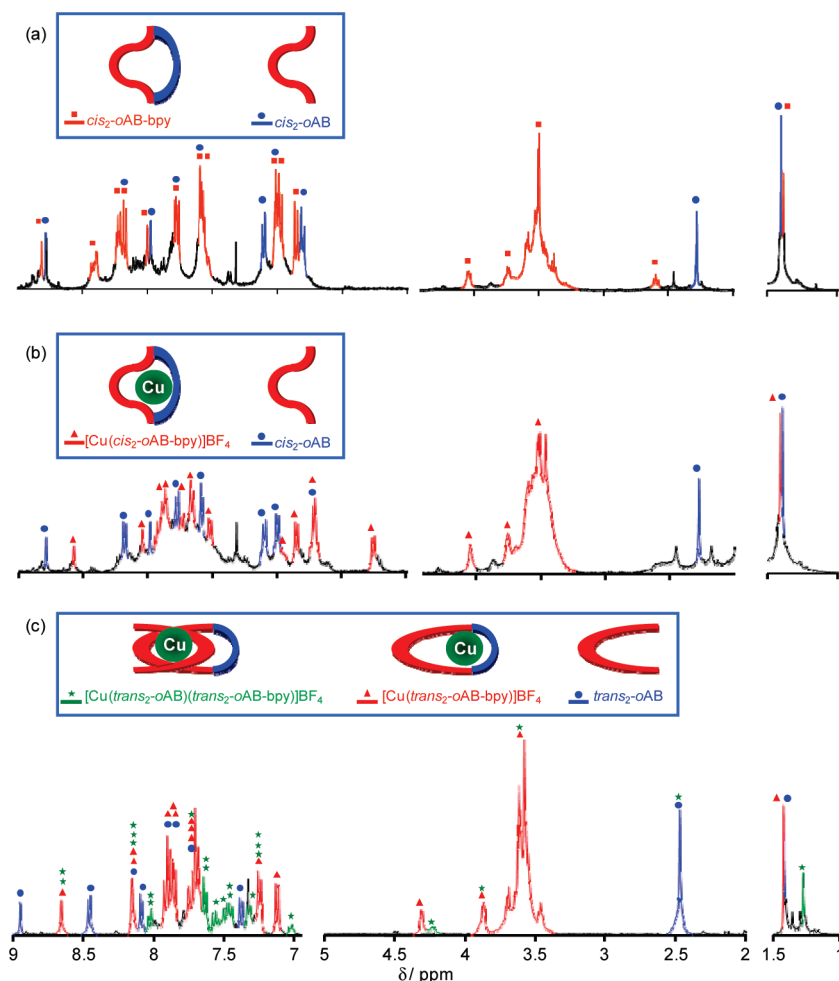 (a)
cis2-oAB-bpy
cis2-oAB
(b)
Cu
[Cu(cis2-oAB-bpy)]BF4
cis2-oAB
(c)
Cu
Cu
[Cu(trans2-oAB)(trans2-oAB-bpy)]BF4
[Cu(trans2-oAB-bpy)]BF4
trans2-oAB
9 8.5 8 7.5 7 5 4.5 4 3.5 3 2.5 2 1.5 1
δ/ ppm